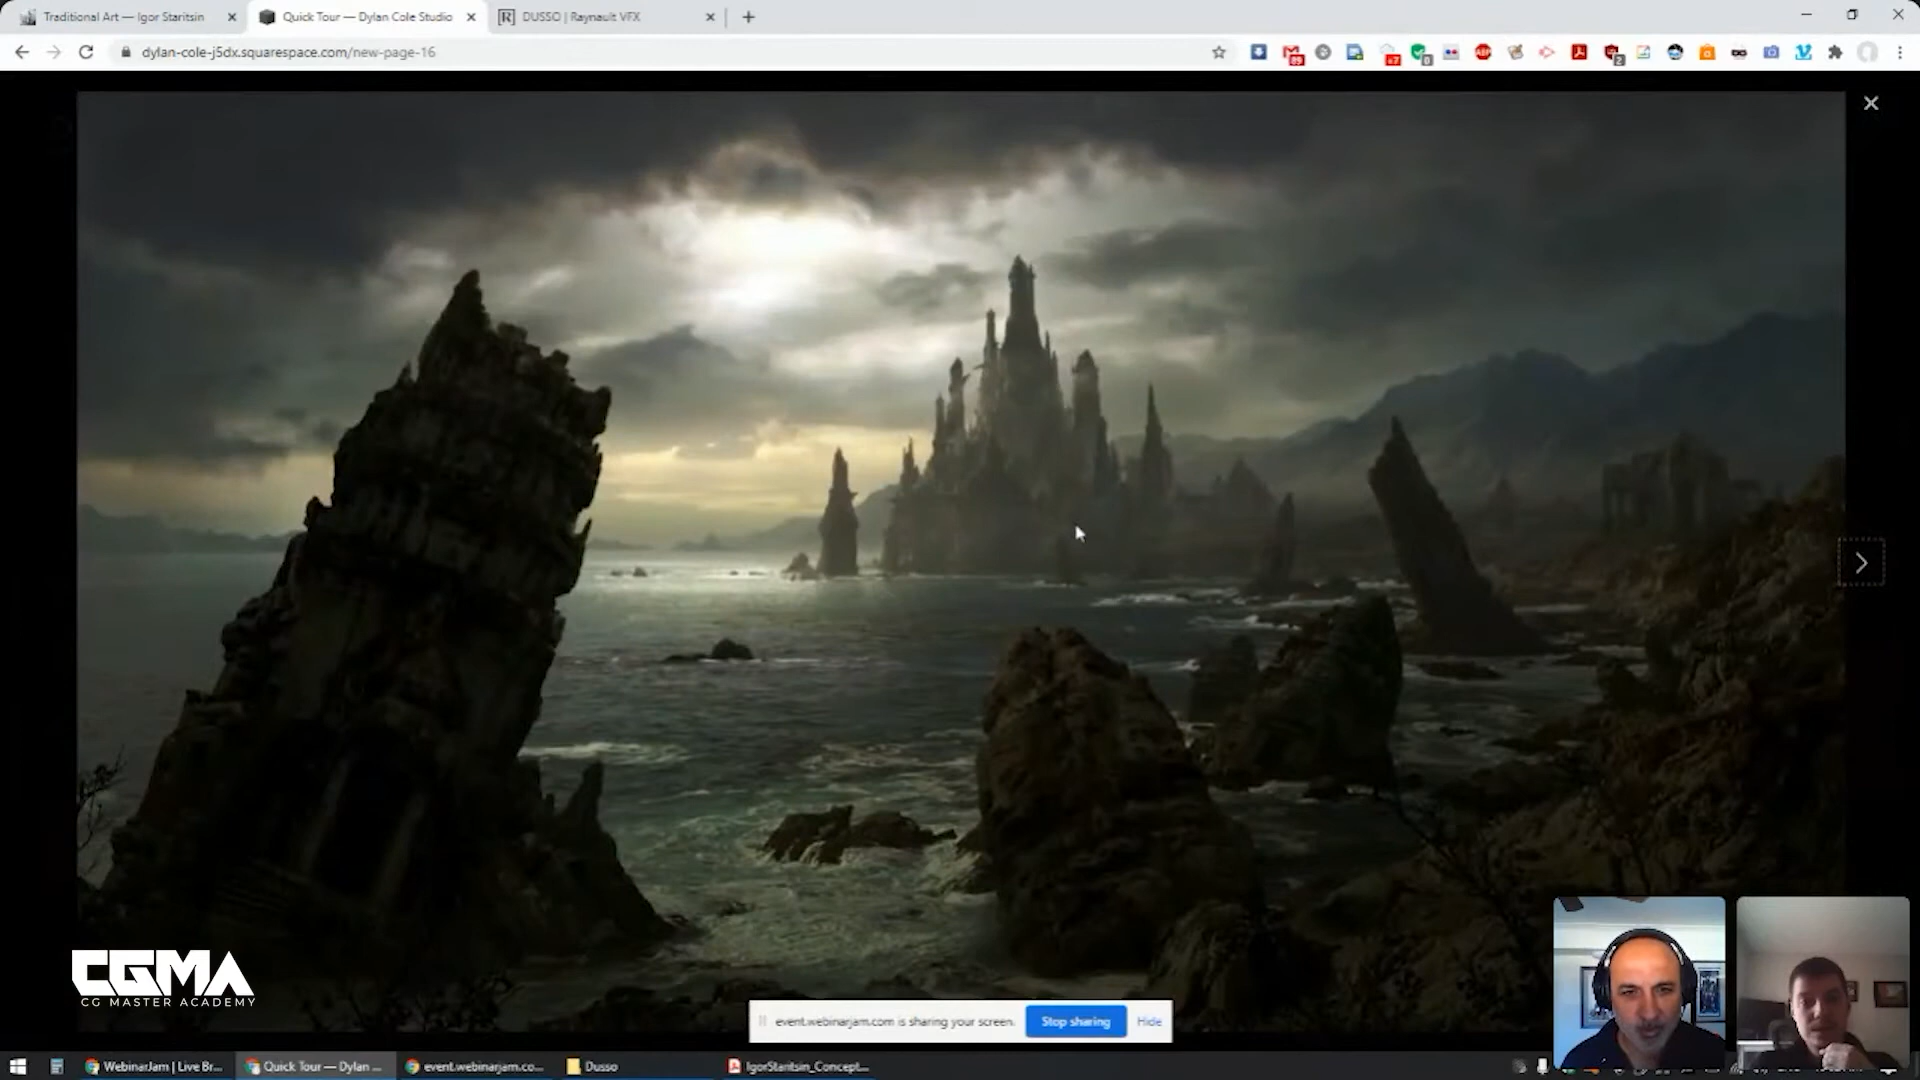 Traditional Art — Igor Staritsin
Quick Tour — Dylan Cole Studio
DUSSO | Raynault VFX
dylan-cole-j5dx.squarespace.com/new-page-16
CGMA
CG MASTER ACADEMY
event.webinarjam.com is sharing your screen.
Stop sharing
Hide
WebinarJam | Live Br...
Quick Tour — Dylan ...
event.webinarjam.co...
Dusso
IgorStaritsin_Concept...